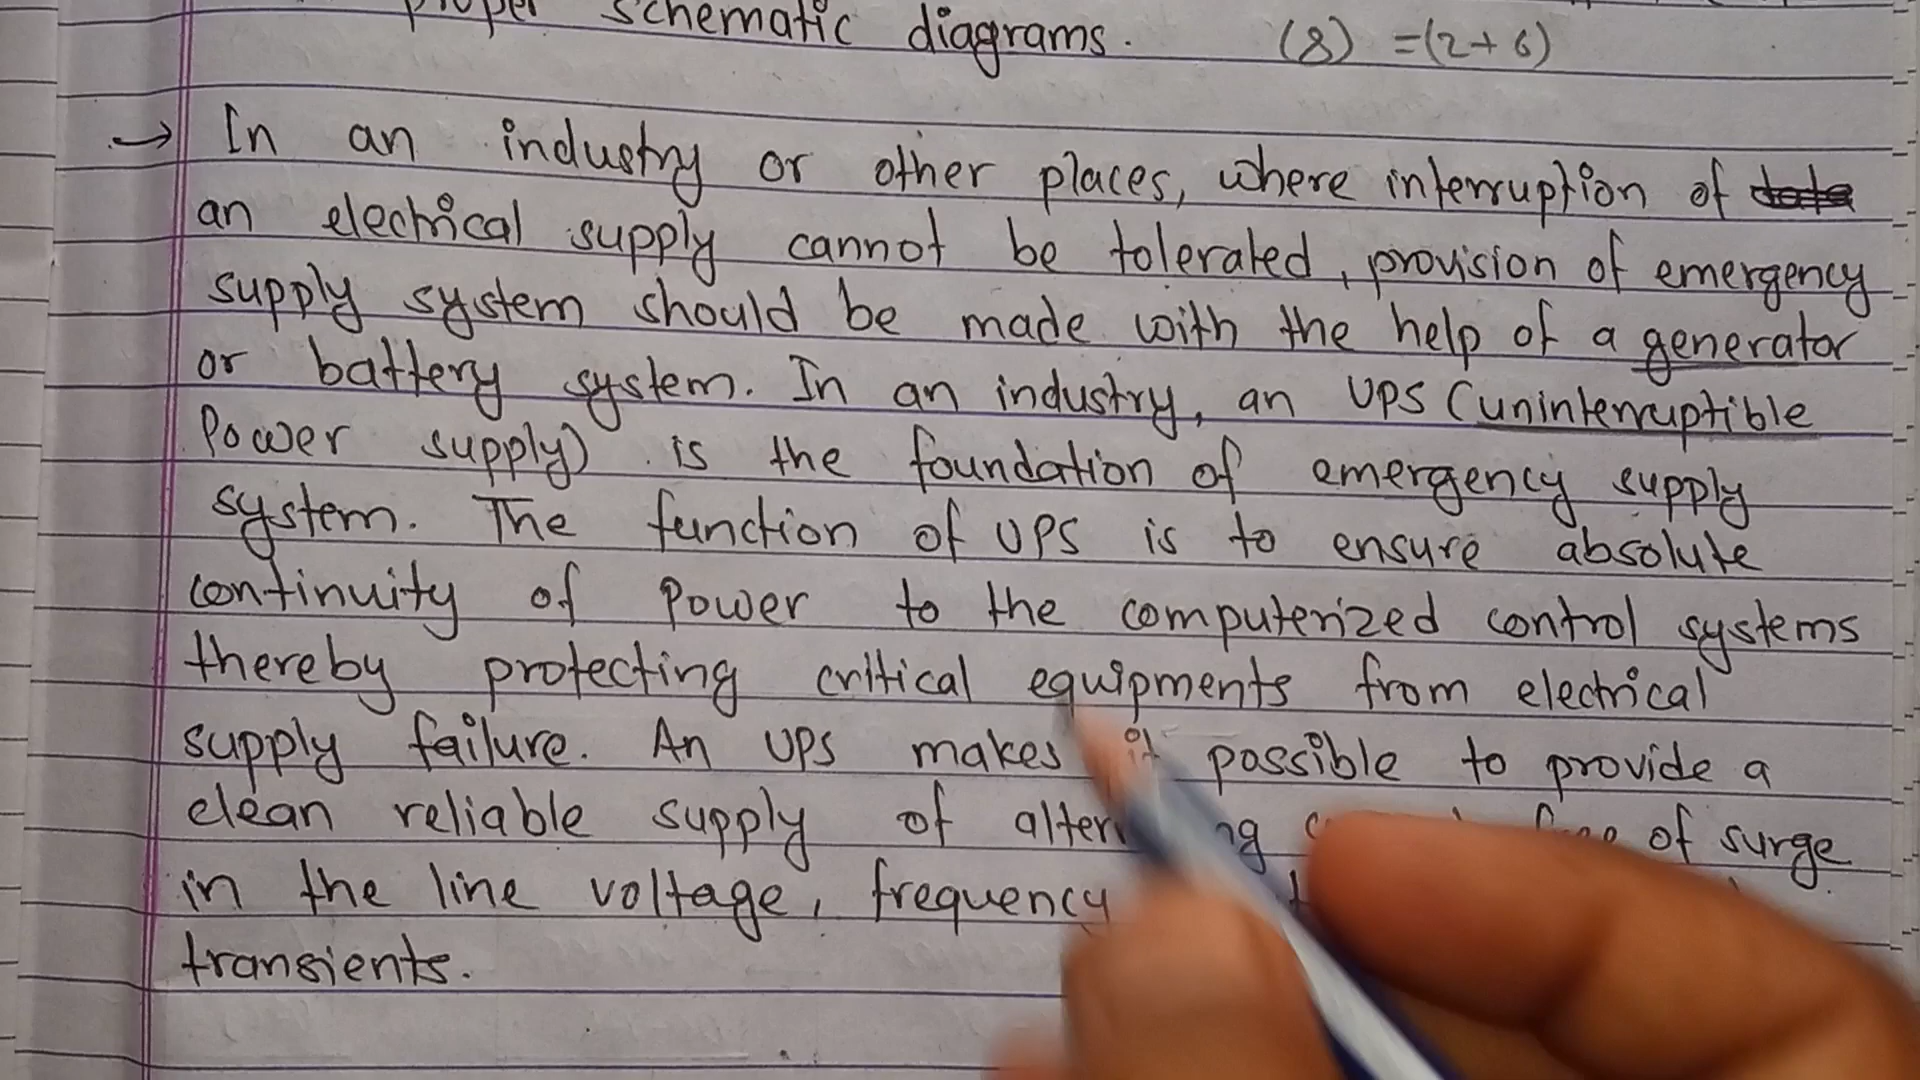 proper schematic diagrams. (8) =(2+6)
→ In an industry or other places, where interruption of
an electrical supply cannot be tolerated, provision of emergency
supply system should be made with the help of a generator
or battery system. In an industry, an UPS (uninterruptible
Power supply) is the foundation of emergency supply
system. The function of UPS is to ensure absolute
continuity of Power to the computerized control systems
thereby protecting critical equipments from electrical
supply failure. An UPS makes it possible to provide a
clean reliable supply of of surge
in the line voltage, frequency
transients.